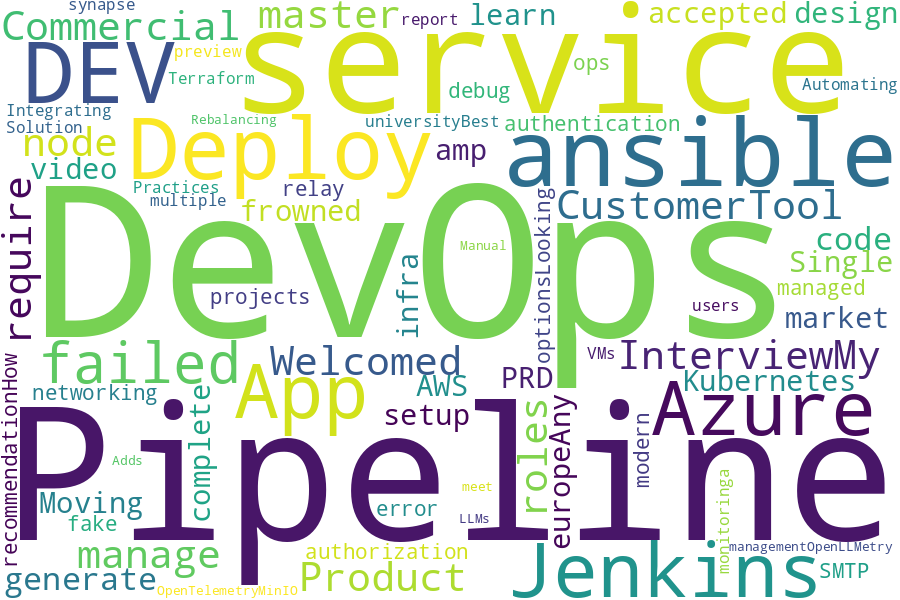 synapse
Commercial
master
report
learn
accepted
design
DEV
preview
service
ops
Terraform
debug
Automating
Integrating
Solution
node
Rebalancing
Deploy
universityBest
authentication
ansible
video
Practices
multiple
relay
amp
frowned
CustomerTool
require
DevOps
projects
infra
Manual
optionsLooking
code
Single
managed
users
market
failed
Welcomed
VMs
InterviewMy
recommendationHow
networking
App
AWS
PRD
Kubernetes
complete
setup
roles
europeAny
Azure
modern
Pipeline
Adds
Moving
fake
meet
error
LLMs
monitoringa
manage
authorization
managementOpenLLMetry
generate
OpenTelemetryMinIO
Product
Jenkins
SMTP